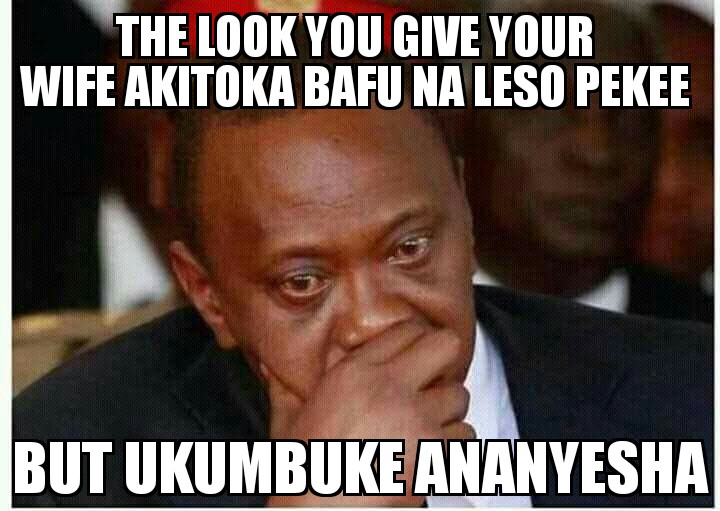 THE LOOK YOU GIVE YOUR
WIFE AKITOKA BAFU NA LESO PEKEE
BUT UKUMBUKE ANANYESHA